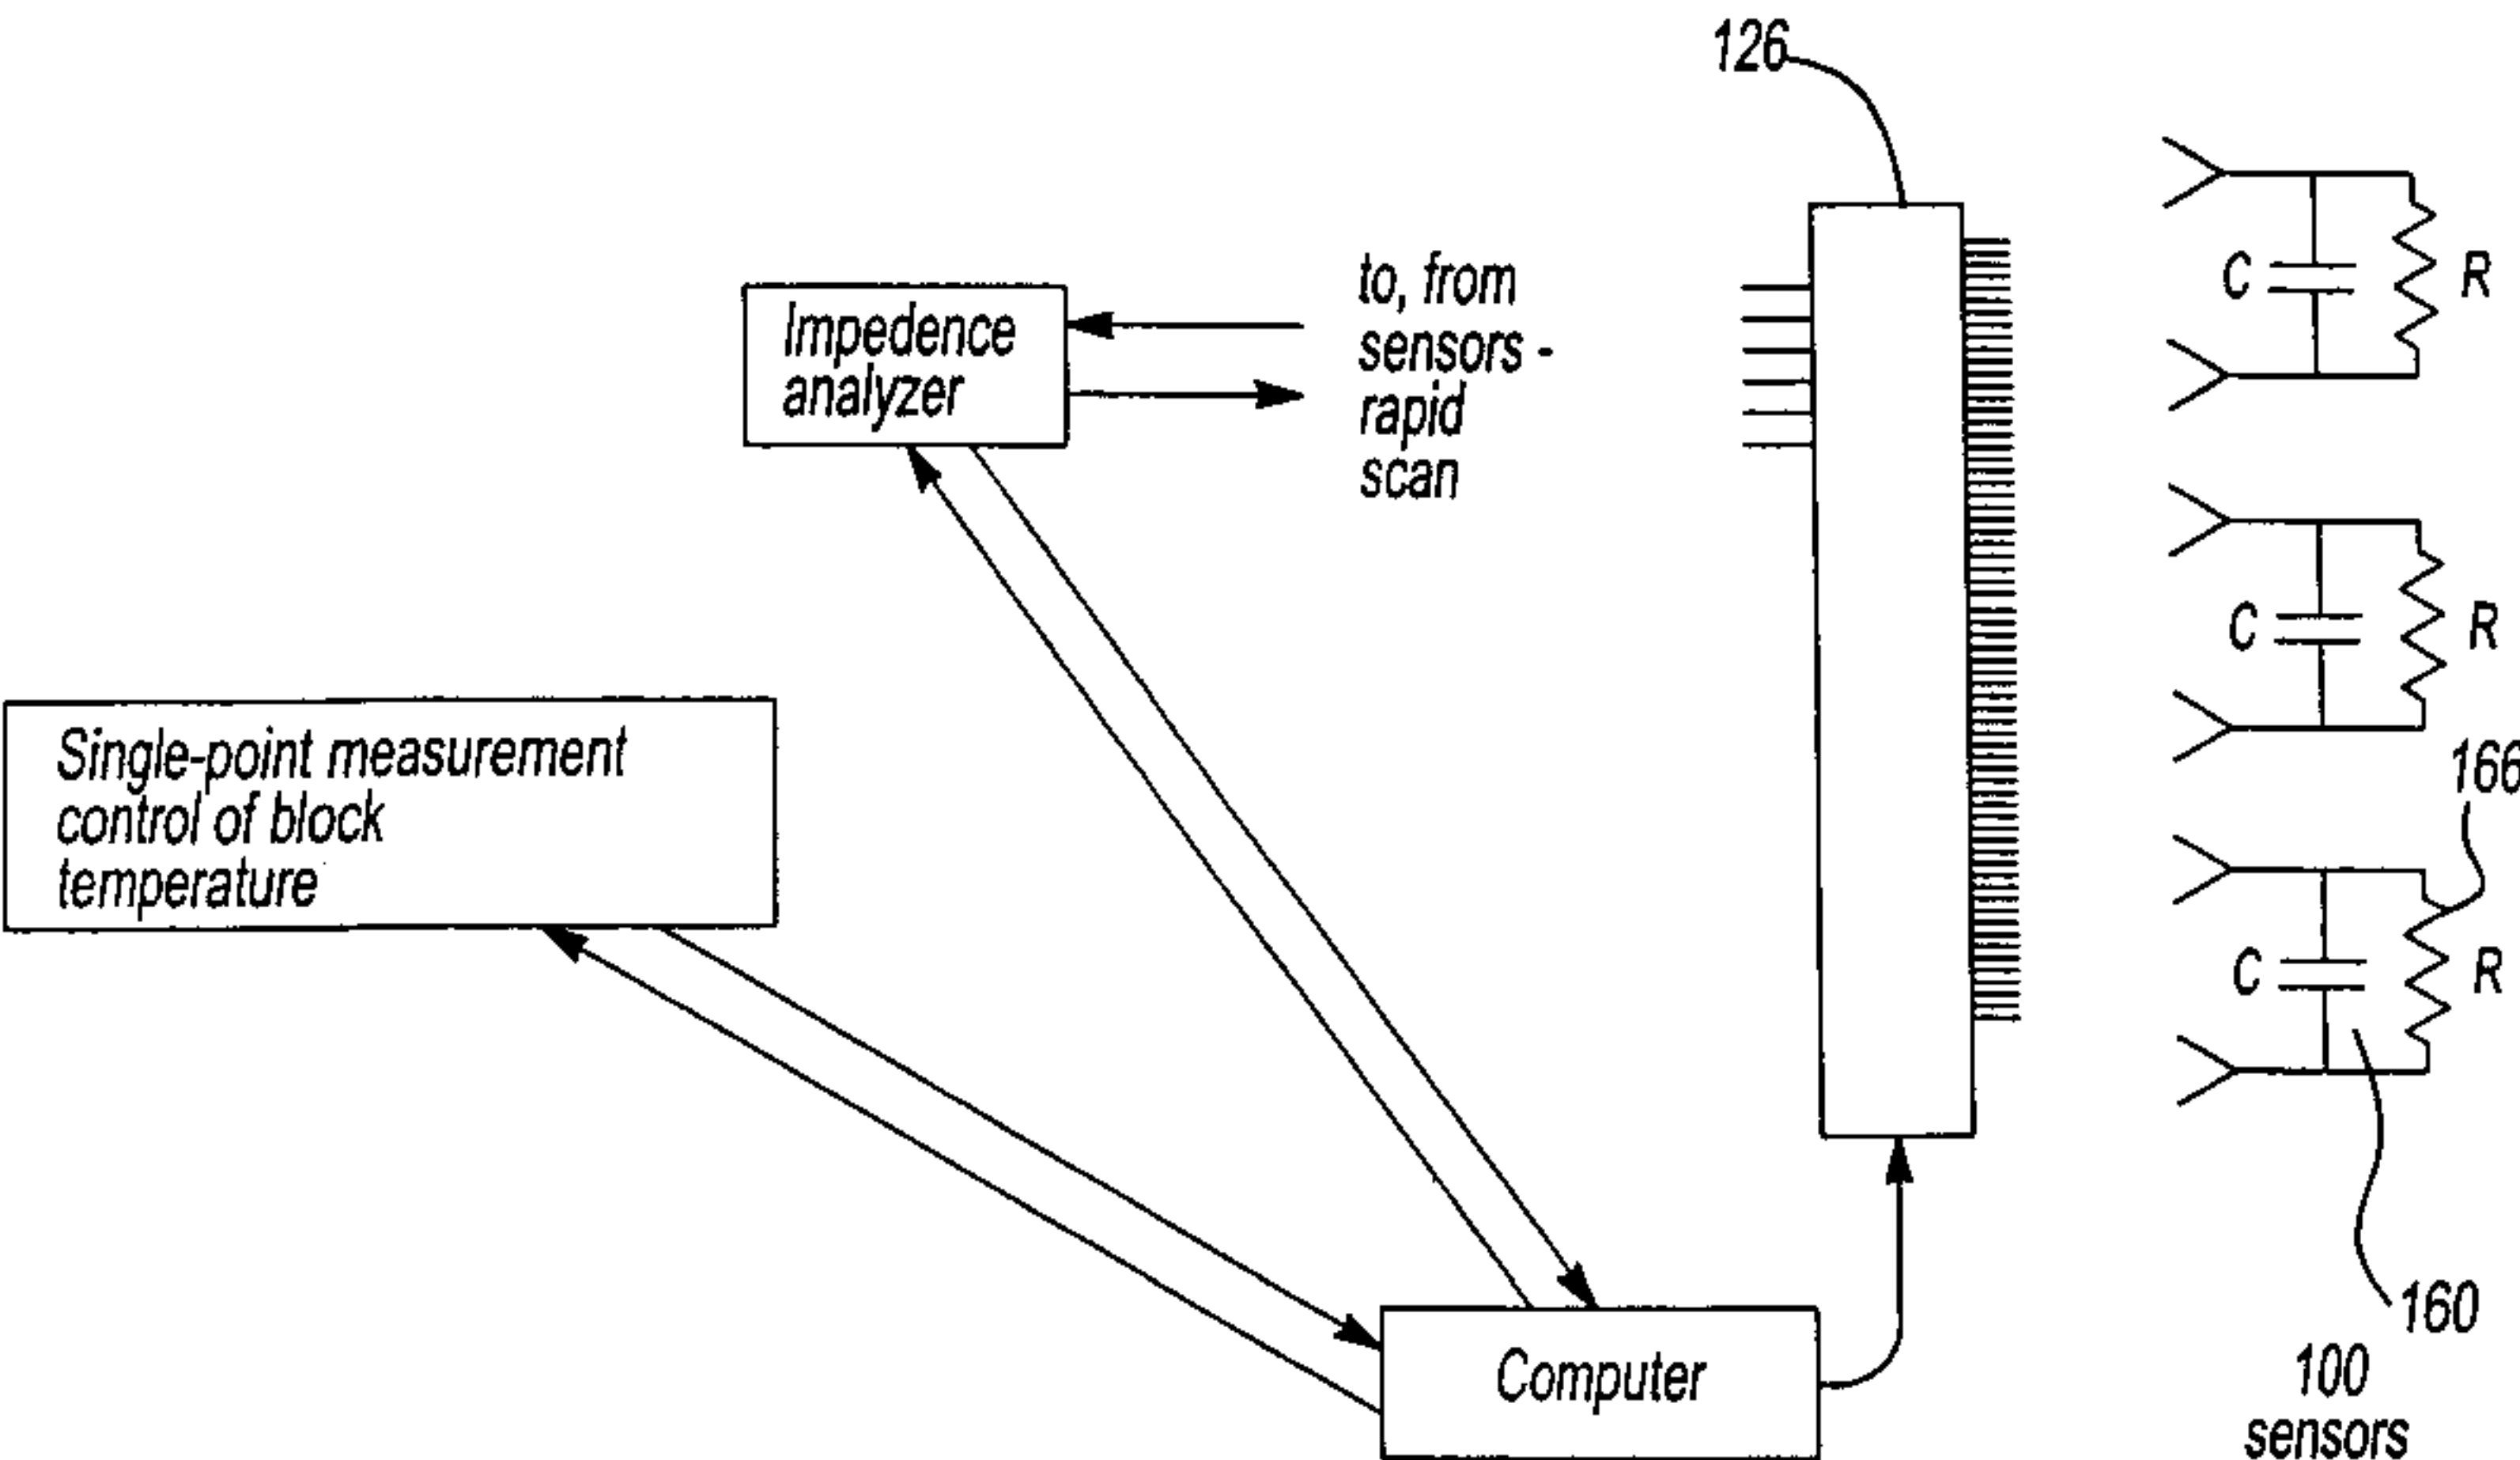 126
Impedence
analyzer
to, from
sensors -
rapid
scan
C
R
Single-point measurement
control of block
temperature
C
R
166
C
R
160
Computer
100
sensors